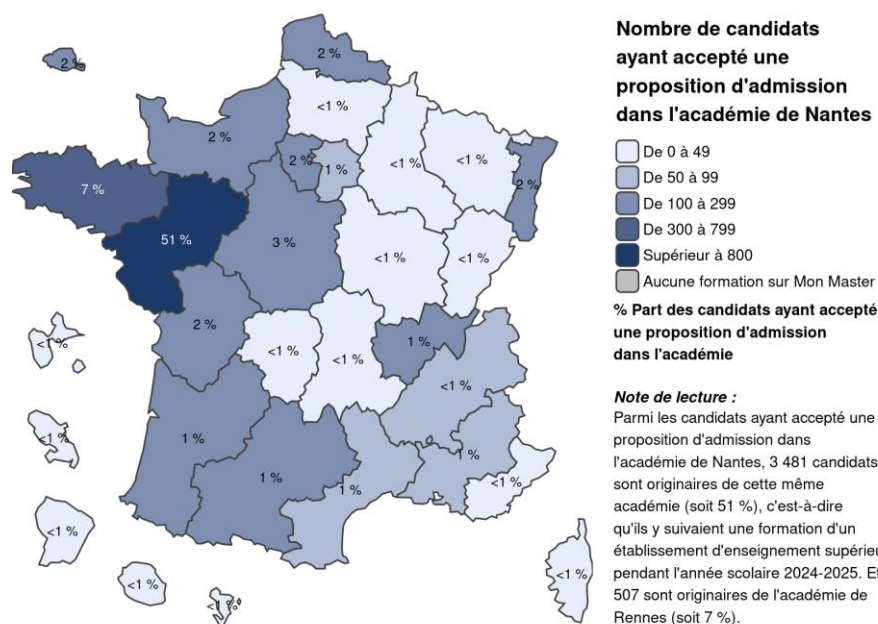 Nombre de candidats
ayant accepté une
proposition d'admission
dans l'académie de Nantes
De 0 à 49
De 50 à 99
De 100 à 299
De 300 à 799
Supérieur à 800
Aucune formation sur Mon Master
% Part des candidats ayant accepté
une proposition d'admission
dans l'académie
Note de lecture :
Parmi les candidats ayant accepté une
proposition d'admission dans
l'académie de Nantes, 3 481 candidats
sont originaires de cette même
académie (soit 51 %), c'est-à-dire
qu'ils y suivaient une formation d'un
établissement d'enseignement supérieu
pendant l'année scolaire 2024-2025. Et
507 sont originaires de l'académie de
Rennes (soit 7 %).
2 %
2 %
<1 %
2 %
2 %
1 %
<1 %
<1 %
2 %
7 %
51 %
3 %
<1 %
<1 %
2 %
<1 %
<1 %
1 %
<1 %
<1 %
<1 %
1 %
1 %
1 %
1 %
<1 %
<1 %
<1 %
<1 %
<1 %